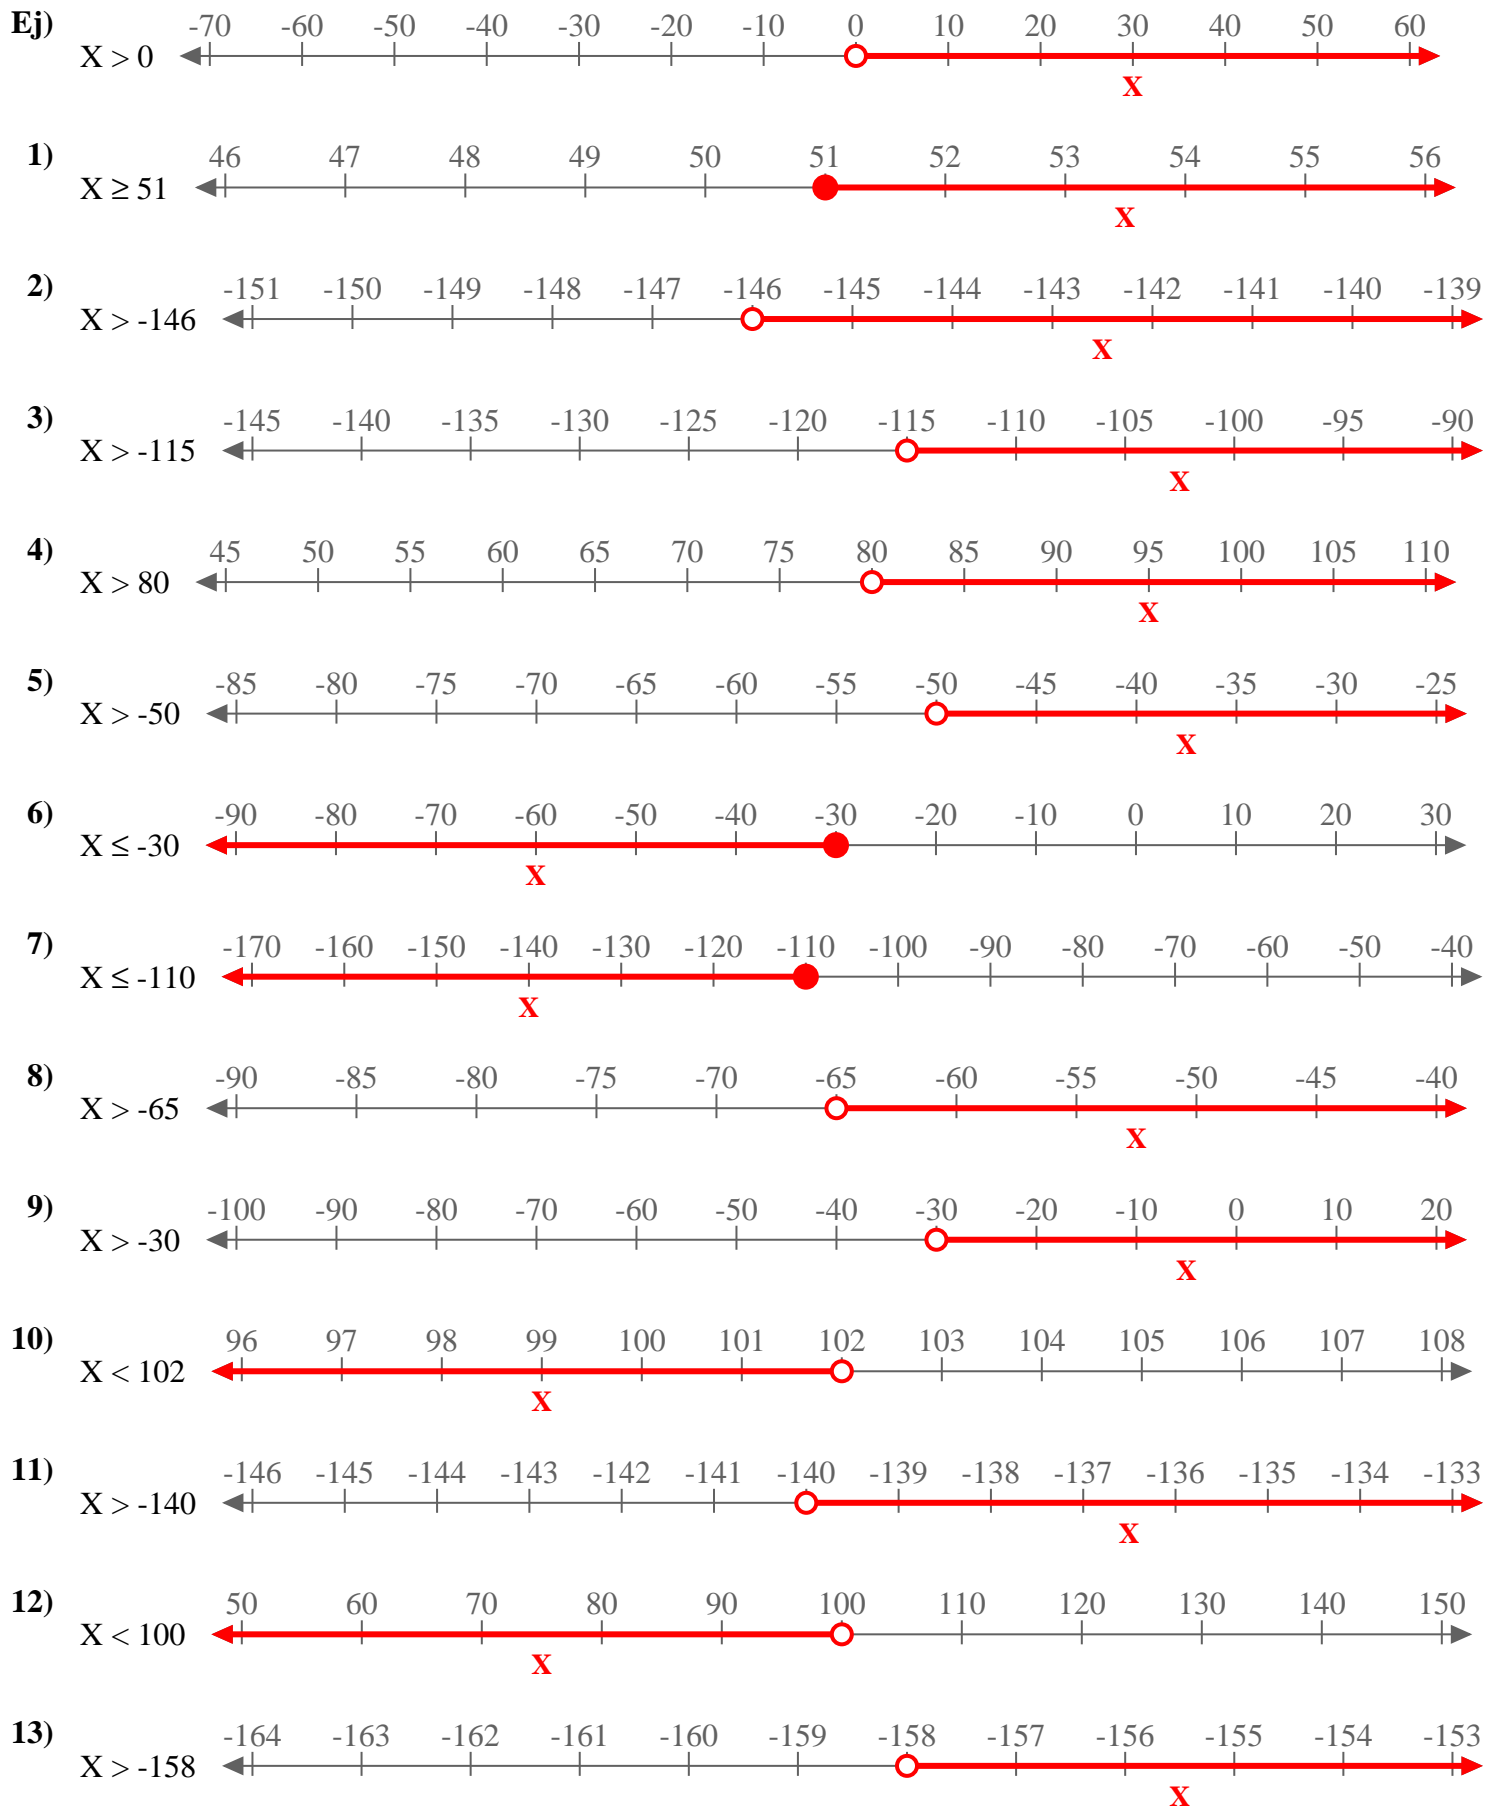 Ej) -70 -60 -50 -40 -30 -20 -10 0 10 20 30 40 50 60
X > 0
X
1) 46 47 48 49 50 51 52 53 54 55 56
X ≥ 51
X
2) -151 -150 -149 -148 -147 -146 -145 -144 -143 -142 -141 -140 -139
X > -146
X
3) -145 -140 -135 -130 -125 -120 -115 -110 -105 -100 -95 -90
X > -115
X
4) 45 50 55 60 65 70 75 80 85 90 95 100 105 110
X > 80
X
5) -85 -80 -75 -70 -65 -60 -55 -50 -45 -40 -35 -30 -25
X > -50
X
6) -90 -80 -70 -60 -50 -40 -30 -20 -10 0 10 20 30
X ≤ -30
X
7) -170 -160 -150 -140 -130 -120 -110 -100 -90 -80 -70 -60 -50 -40
X ≤ -110
X
8) -90 -85 -80 -75 -70 -65 -60 -55 -50 -45 -40
X > -65
X
9) -100 -90 -80 -70 -60 -50 -40 -30 -20 -10 0 10 20
X > -30
X
10) 96 97 98 99 100 101 102 103 104 105 106 107 108
X < 102
X
11) -146 -145 -144 -143 -142 -141 -140 -139 -138 -137 -136 -135 -134 -133
X > -140
X
12) 50 60 70 80 90 100 110 120 130 140 150
X < 100
X
13) -164 -163 -162 -161 -160 -159 -158 -157 -156 -155 -154 -153
X > -158
X